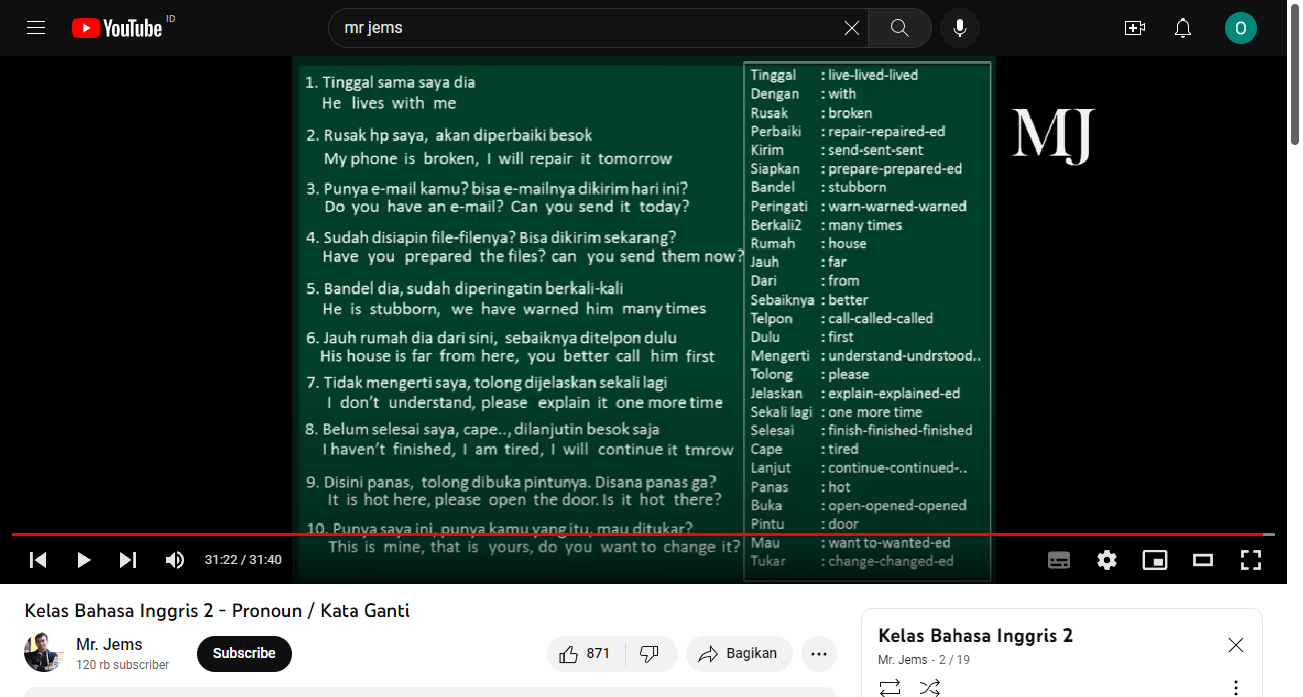 YouTube ID
mr jems
O
1. Tinggal sama saya dia
He lives with me
2. Rusak hp saya, akan diperbaiki besok
My phone is broken, I will repair it tomorrow
3. Punya e-mail kamu? bisa e-mailnya dikirim hari ini?
Do you have an e-mail? Can you send it today?
4. Sudah disiapin file-filenya? Bisa dikirim sekarang?
Have you prepared the files? can you send them now?
5. Bandel dia, sudah diperingatin berkali-kali
He is stubborn, we have warned him many times
6. Jauh rumah dia dari sini, sebaiknya ditelpon dulu
His house is far from here, you better call him first
7. Tidak mengerti saya, tolong dijelaskan sekali lagi
I don't understand, please explain it one more time
8. Belum selesai saya, cape.., dilanjutin besok saja
I haven't finished, I am tired, I will continue it tmrow
9. Disini panas, tolong dibuka pintunya. Disana panas ga?
It is hot here, please open the door. Is it hot there?
10. Punya saya ini, punya kamu yang itu, mau ditukar?
This is mine, that is yours, do you want to change it?
Tinggal : live-lived-lived
Dengan : with
Rusak : broken
Perbaiki : repair-repaired-ed
Kirim : send-sent-sent
Siapkan : prepare-prepared-ed
Bandel : stubborn
Peringati : warn-warned-warned
Berkali2 : many times
Rumah : house
Jauh : far
Dari : from
Sebaiknya : better
Telpon : call-called-called
Dulu : first
Mengerti : understand-undrstood..
Tolong : please
Jelaskan : explain-explained-ed
Sekali lagi : one more time
Selesai : finish-finished-finished
Cape : tired
Lanjut : continue-continued-..
Panas : hot
Buka : open-opened-opened
Pintu : door
Mau : want to-wanted-ed
Tukar : change-changed-ed
MJ
31:22 / 31:40
Kelas Bahasa Inggris 2 - Pronoun / Kata Ganti
Mr. Jems
120 rb subscriber
Subscribe
871
Bagikan
Kelas Bahasa Inggris 2
Mr. Jems - 2 / 19